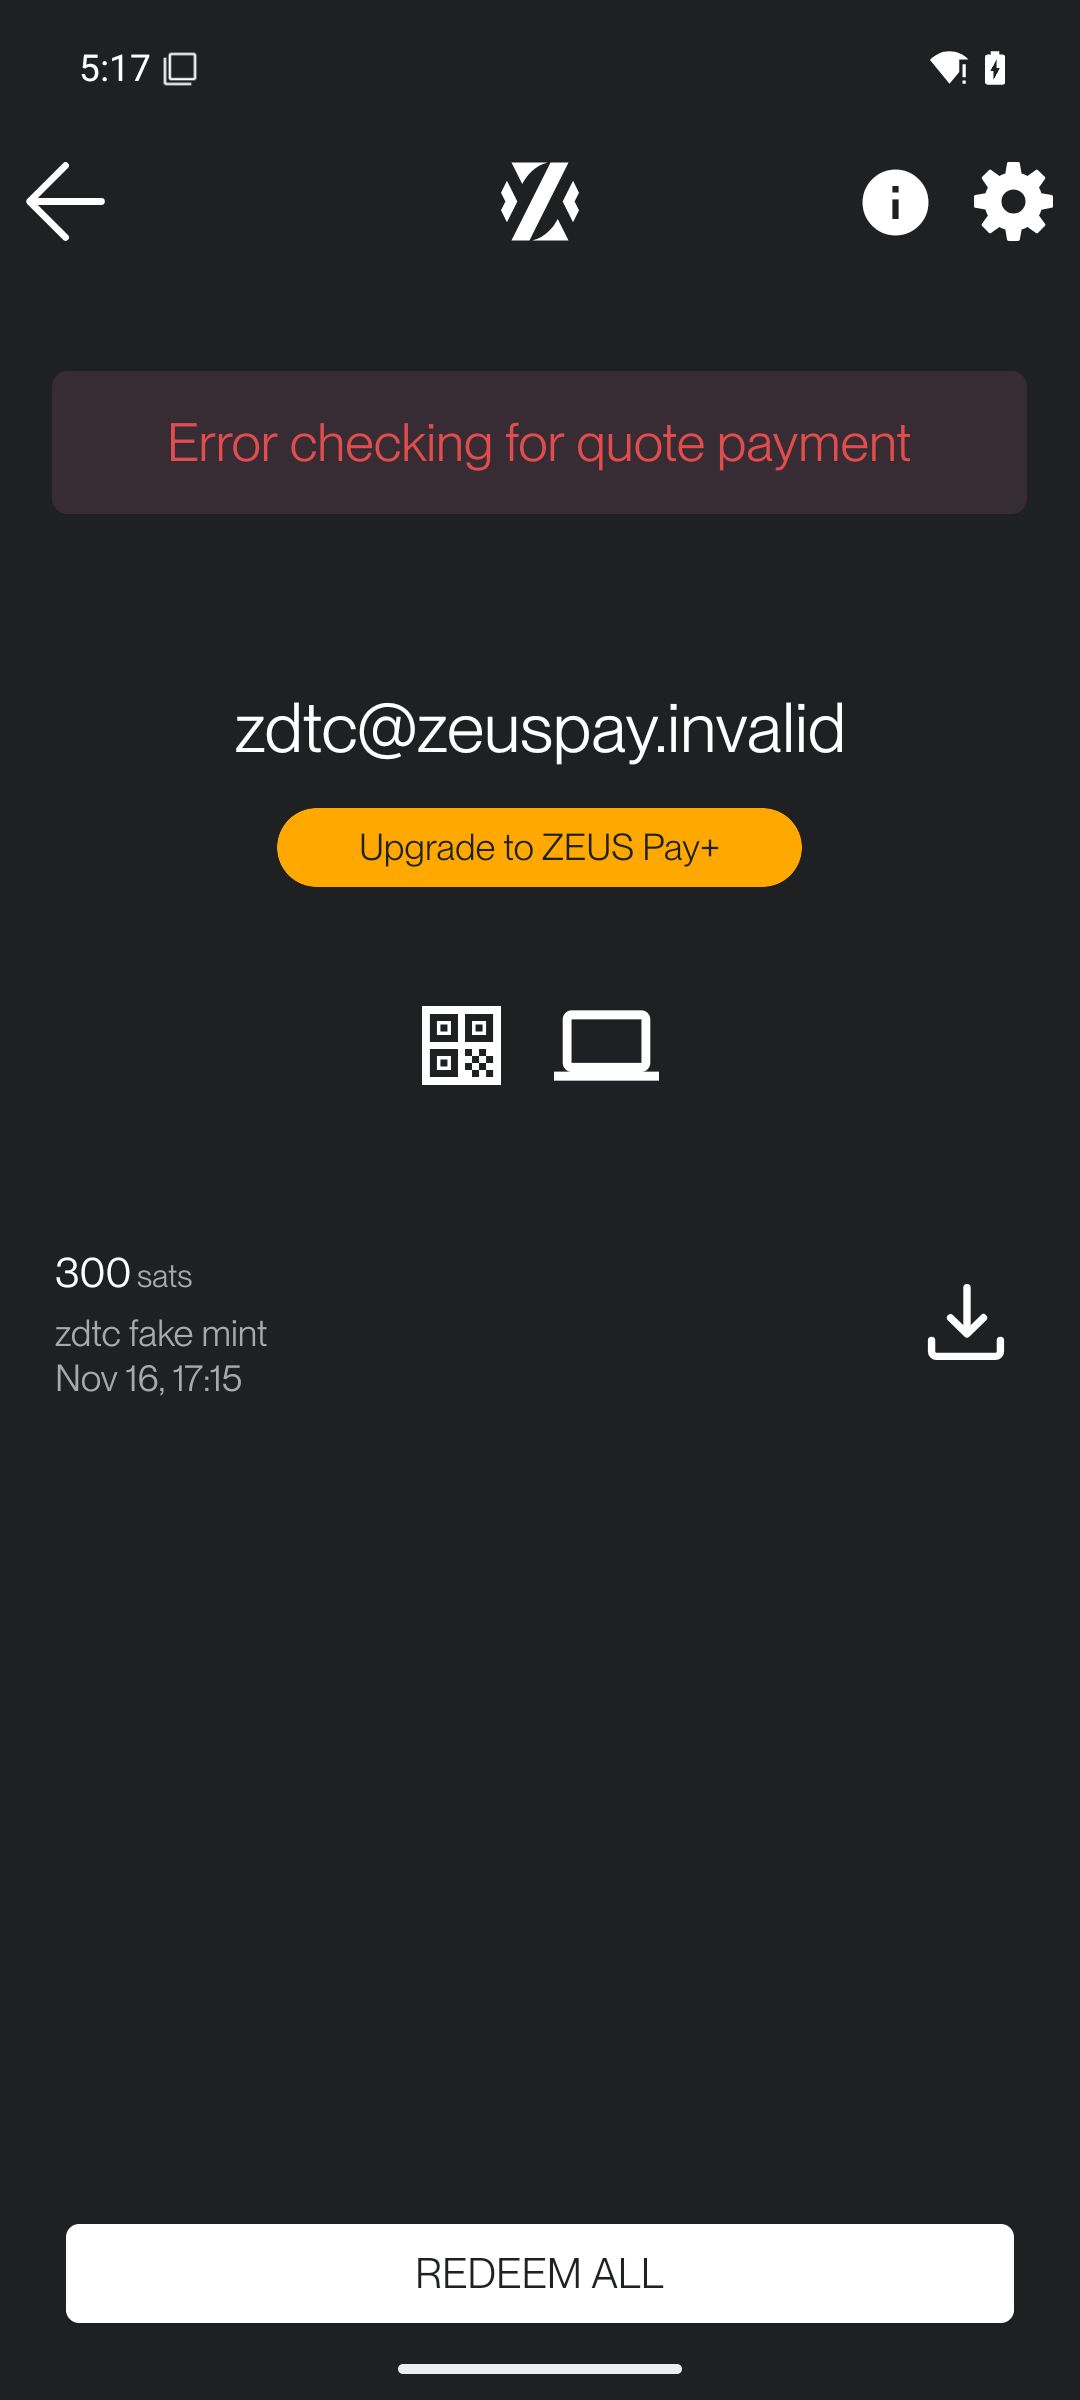 5:17
Error checking for quote payment
zdtc@zeuspay.invalid
Upgrade to ZEUS Pay+
300 sats
zdtc fake mint
Nov 16, 17:15
REDEEM ALL